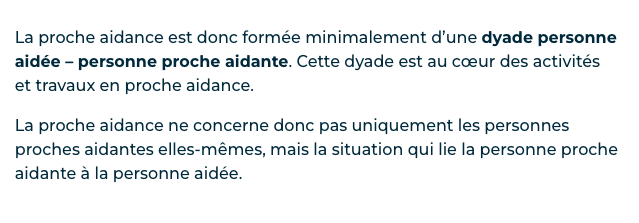 La proche aidance est donc formée minimalement d’une dyade personne
aidée – personne proche aidante. Cette dyade est au cœur des activités
et travaux en proche aidance.
La proche aidance ne concerne donc pas uniquement les personnes
proches aidantes elles-mêmes, mais la situation qui lie la personne proche
aidante à la personne aidée.